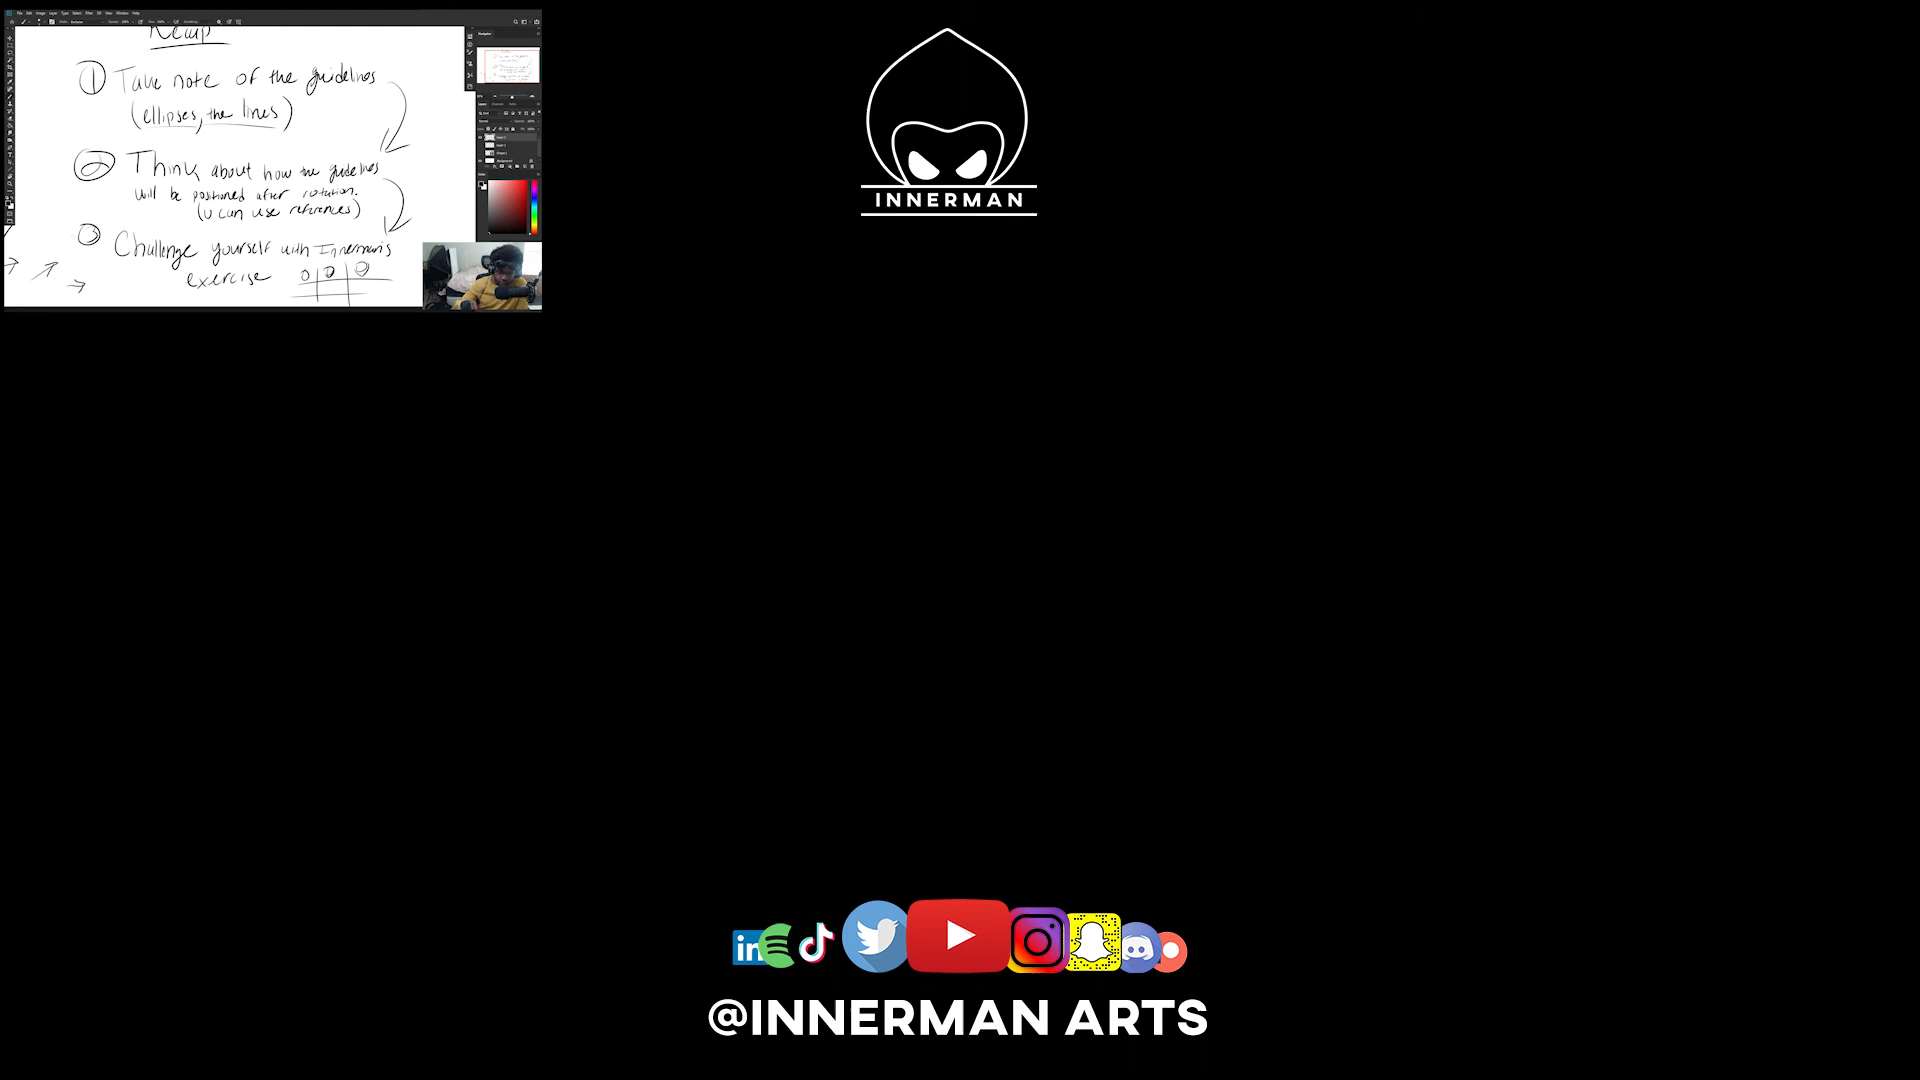 Recap
① Take note of the guidelines
(ellipses, the lines)
② Think about how the guidelines
will be positioned after rotation.
(u can use references)
③ Challenge yourself with Innerman's
exercise
INNERMAN
in
@INNERMAN ARTS